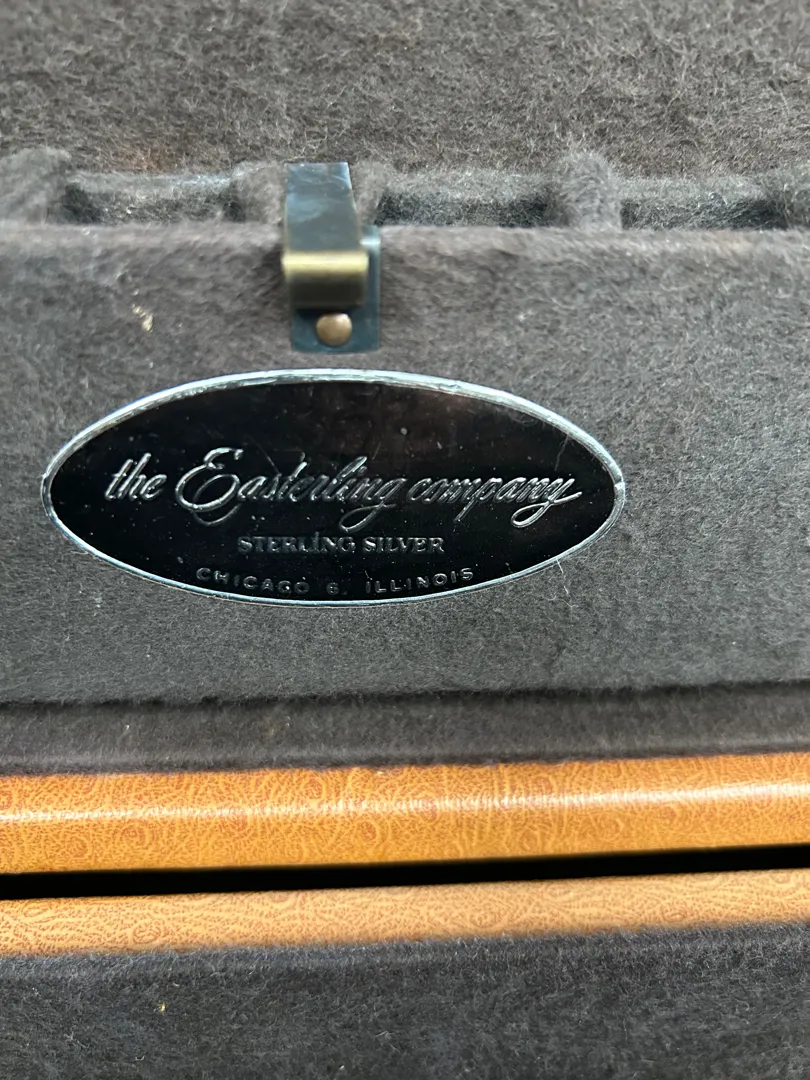 the Easterling company
STERLING SILVER
CHICAGO 6, ILLINOIS